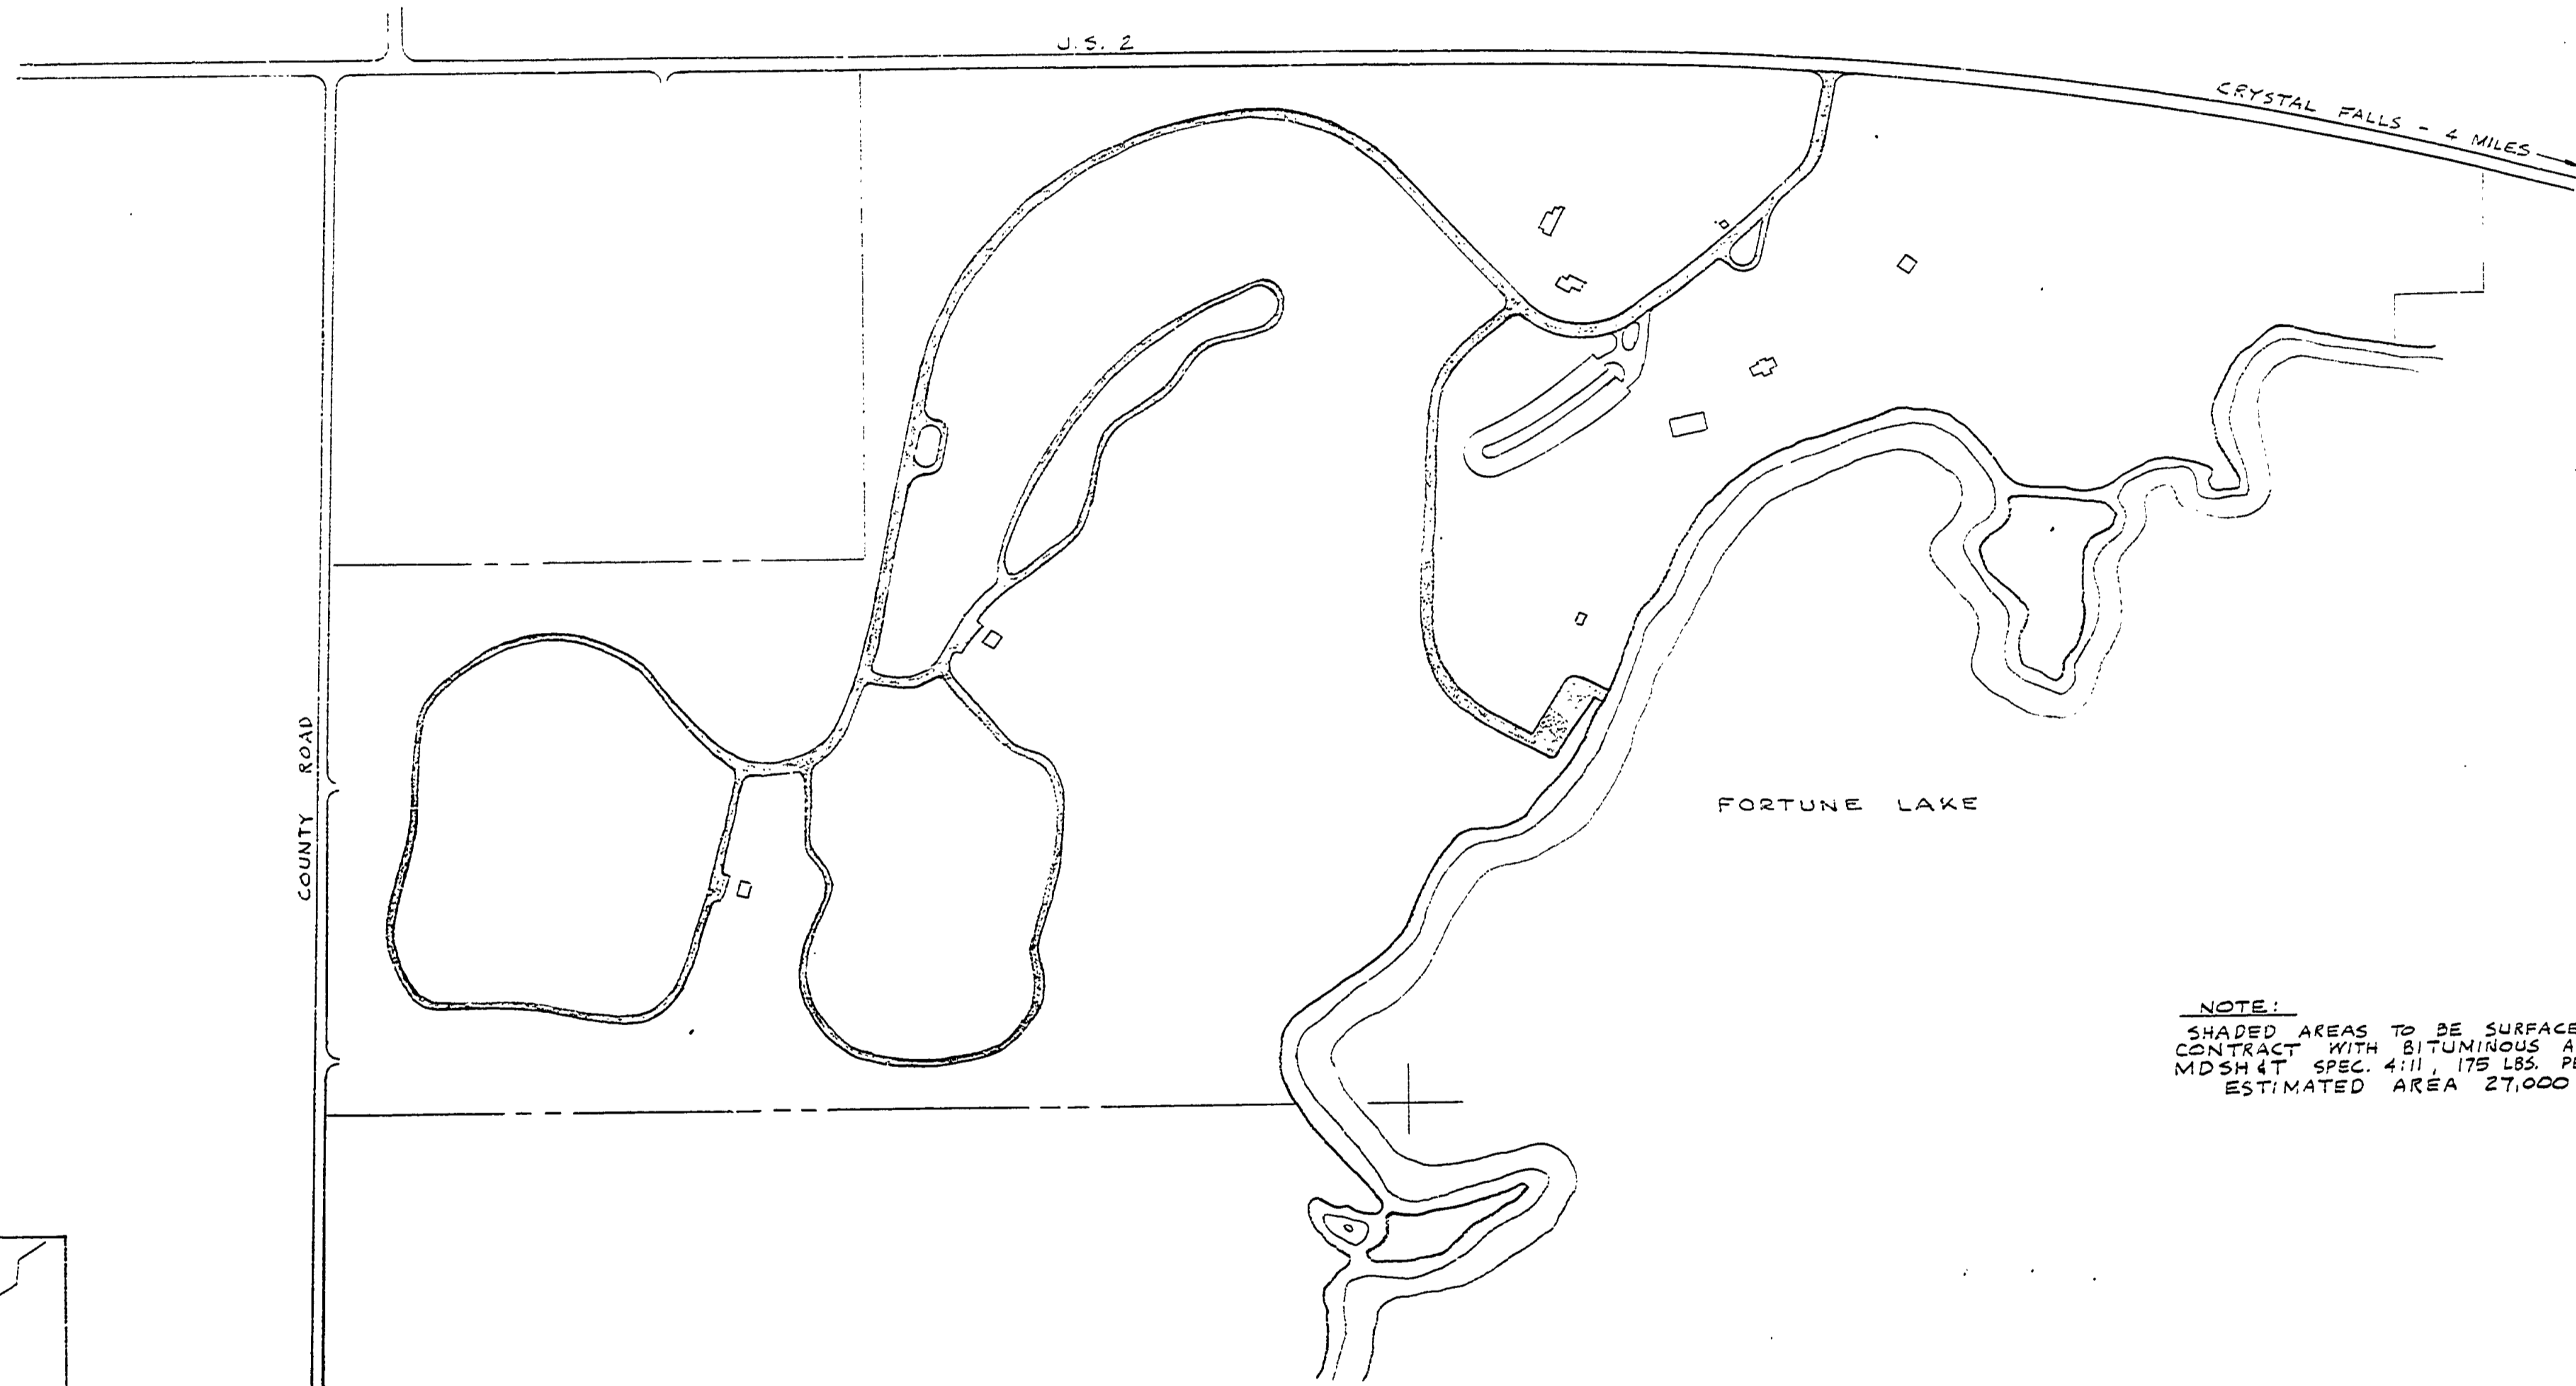 U.S. 2
CRYSTAL FALLS - 4 MILES
COUNTY ROAD
FORTUNE LAKE
NOTE:
SHADED AREAS TO BE SURFACE
CONTRACT WITH BITUMINOUS A
MDSH&T SPEC. 4:11, 175 LBS. PE
ESTIMATED AREA 27,000